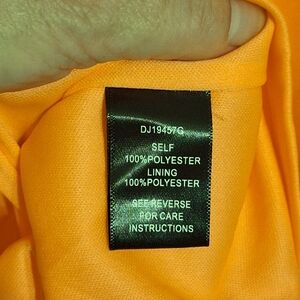 DJ19457G
SELF
100%POLYESTER
LINING
100%POLYESTER
SEE REVERSE
FOR CARE
INSTRUCTIONS